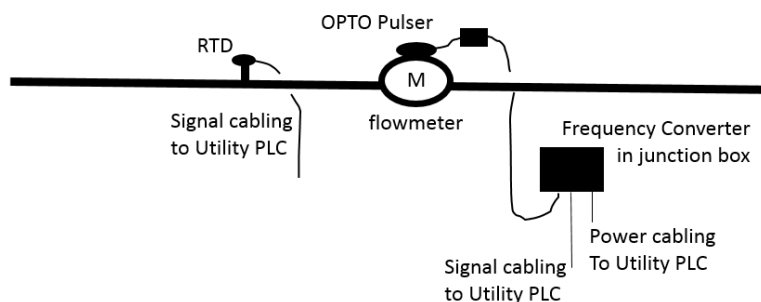 OPTO Pulser
RTD
M
flowmeter
Signal cabling
to Utility PLC
Frequency Converter
in junction box
Power cabling
To Utility PLC
Signal cabling
to Utility PLC